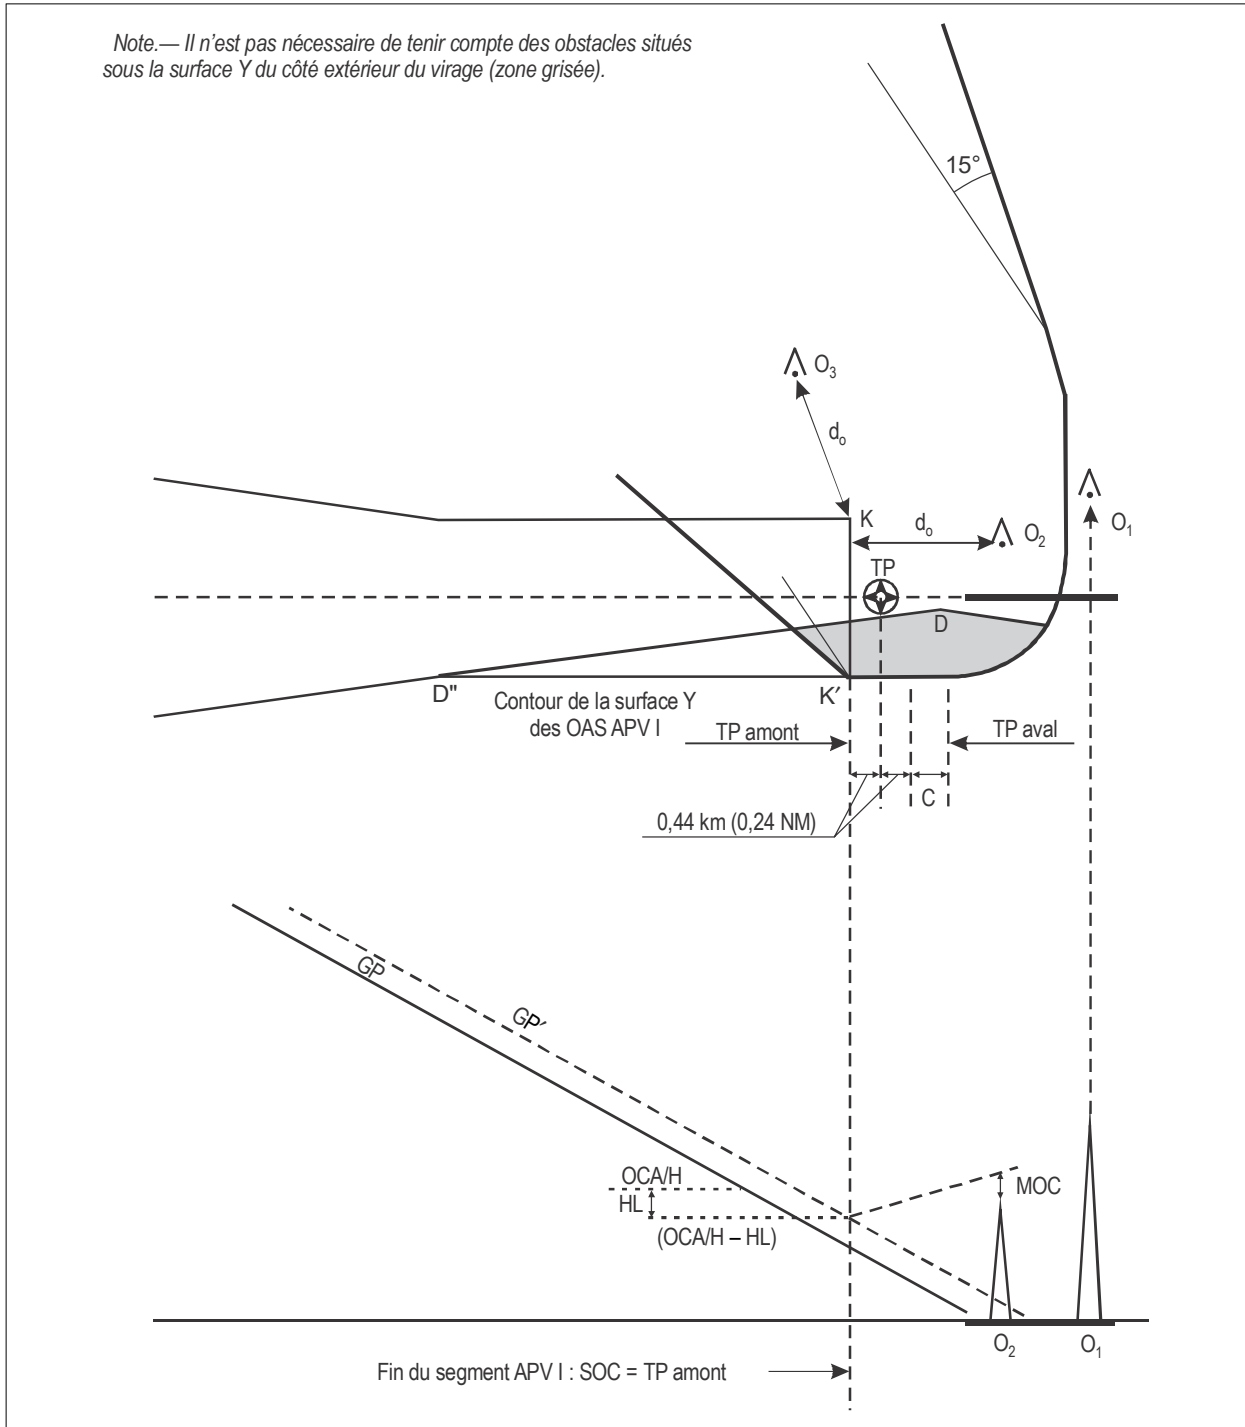 Note.— Il n'est pas nécessaire de tenir compte des obstacles situés
sous la surface Y du côté extérieur du virage (zone grisée).
15°
O₃
dₒ
K
dₒ
O₂
O₁
TP
D
D"
Contour de la surface Y
des OAS APV I
K′
TP amont
TP aval
C
0,44 km (0,24 NM)
GP
GP′
OCA/H
HL
(OCA/H – HL)
MOC
O₂
O₁
Fin du segment APV I : SOC = TP amont